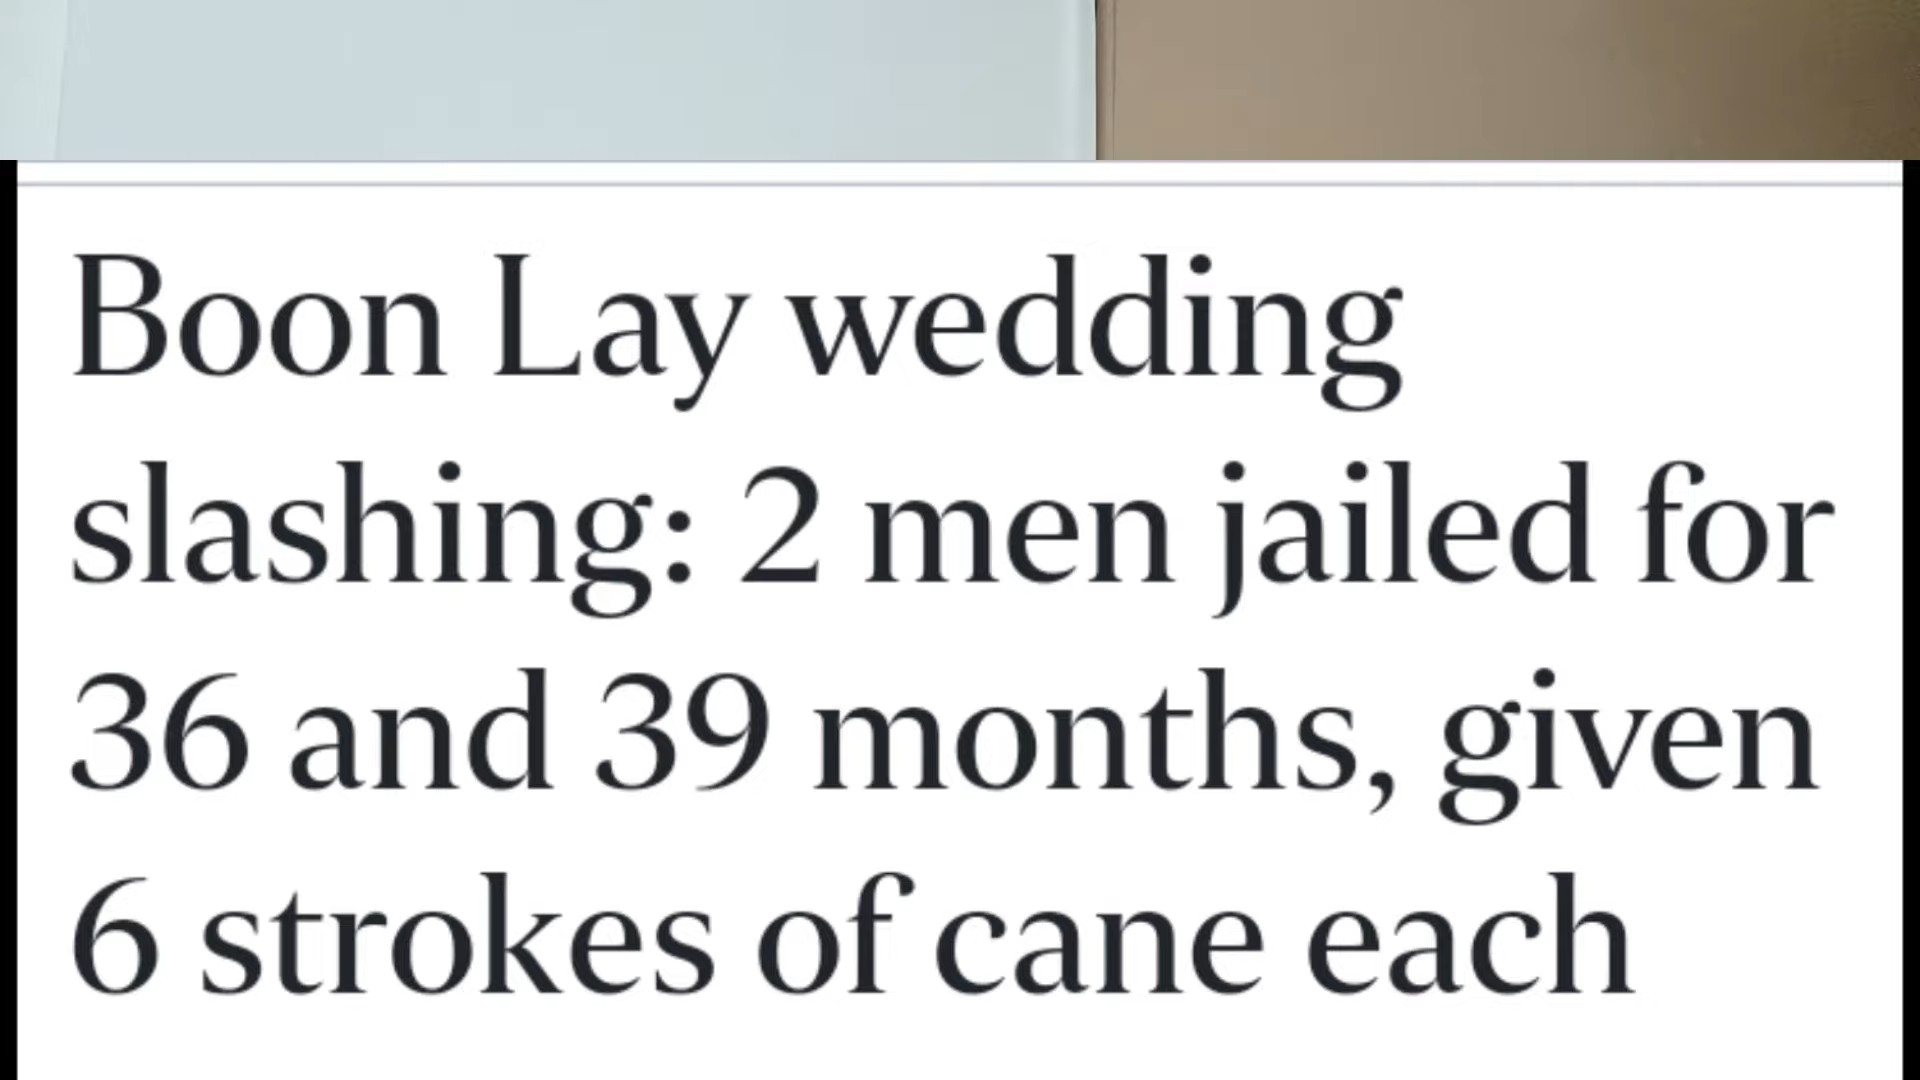 Boon Lay wedding
slashing: 2 men jailed for
36 and 39 months, given
6 strokes of cane each